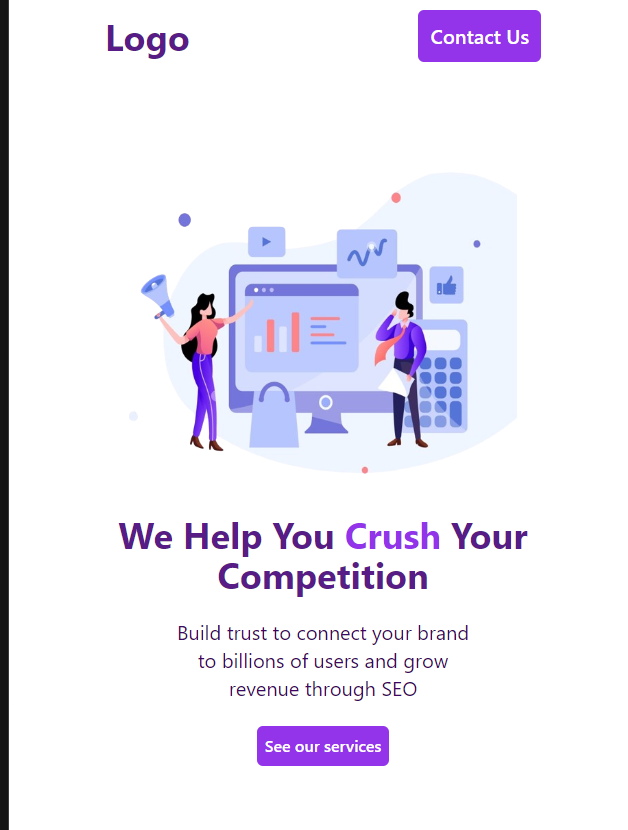 Logo
Contact Us
We Help You Crush Your
Competition
Build trust to connect your brand
to billions of users and grow
revenue through SEO
See our services